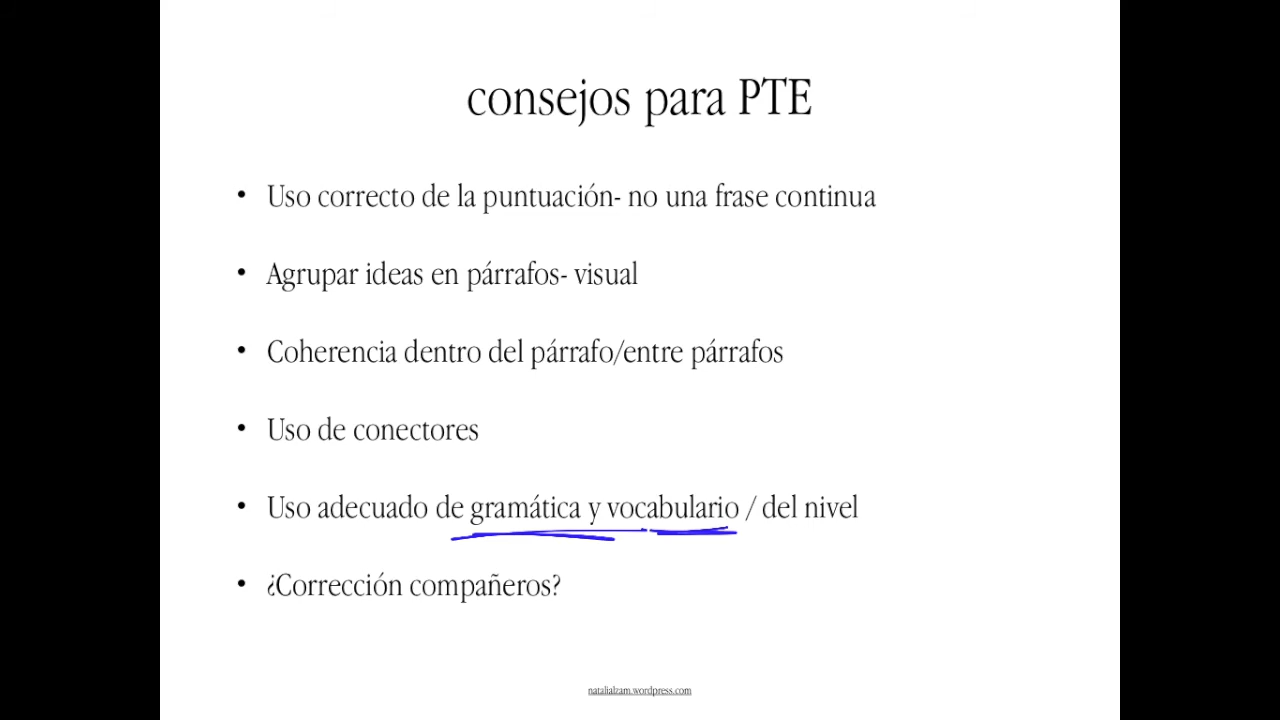 consejos para PTE
• Uso correcto de la puntuación- no una frase continua
• Agrupar ideas en párrafos- visual
• Coherencia dentro del párrafo/entre párrafos
• Uso de conectores
• Uso adecuado de gramática y vocabulario / del nivel
• ¿Corrección compañeros?
natalialzam.wordpress.com